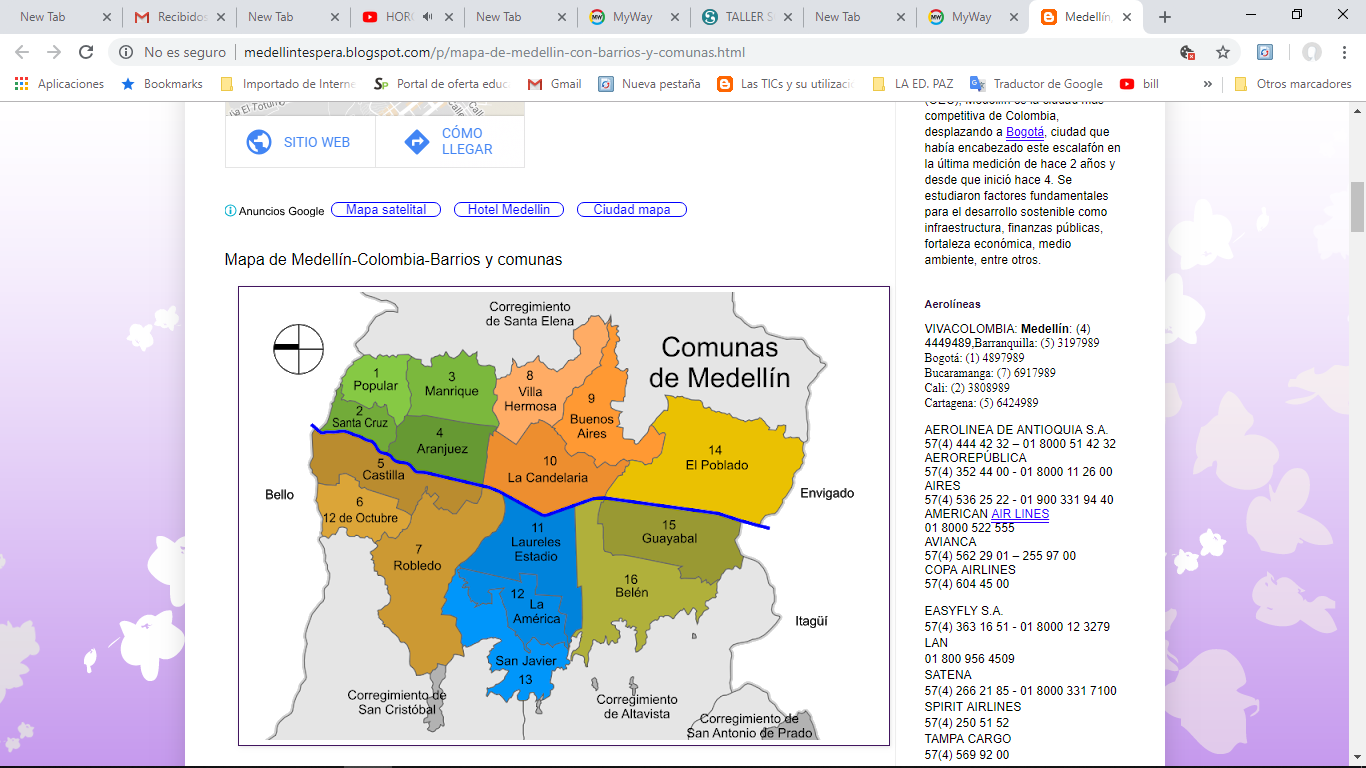 New Tab
Recibidos
New Tab
HORO
New Tab
MyWay
TALLER S
New Tab
MyWay
Medellín,
No es seguro
medellintespera.blogspot.com/p/mapa-de-medellin-con-barrios-y-comunas.html
Aplicaciones
Bookmarks
Importado de Interne
Portal de oferta educ
Gmail
Nueva pestaña
Las TICs y su utilizaci
LA ED. PAZ
Traductor de Google
bill
»
Otros marcadores
SITIO WEB
CÓMO
LLEGAR
Anuncios Google
Mapa satelital
Hotel Medellin
Ciudad mapa
Mapa de Medellín-Colombia-Barrios y comunas
Corregimiento
de Santa Elena
Comunas
de Medellín
1
Popular
3
Manrique
8
Villa
Hermosa
9
Buenos
Aires
2
Santa Cruz
4
Aranjuez
14
El Poblado
5
Castilla
10
La Candelaria
Bello
Envigado
6
12 de Octubre
11
Laureles
Estadio
15
Guayabal
7
Robledo
16
Belén
12
La
América
Itagüí
San Javier
13
Corregimiento de
San Cristóbal
Corregimiento
de Altavista
Corregimiento de
San Antonio de Prado
competitiva de Colombia,
desplazando a Bogotá, ciudad que
había encabezado este escalafón en
la última medición de hace 2 años y
desde que inició hace 4. Se
estudiaron factores fundamentales
para el desarrollo sostenible como
infraestructura, finanzas públicas,
fortaleza económica, medio
ambiente, entre otros.
Aerolíneas
VIVACOLOMBIA: Medellín: (4)
4449489,Barranquilla: (5) 3197989
Bogotá: (1) 4897989
Bucaramanga: (7) 6917989
Cali: (2) 3808989
Cartagena: (5) 6424989
AEROLINEA DE ANTIOQUIA S.A.
57(4) 444 42 32 – 01 8000 51 42 32
AEROREPÚBLICA
57(4) 352 44 00 - 01 8000 11 26 00
AIRES
57(4) 536 25 22 - 01 900 331 94 40
AMERICAN AIR LINES
01 8000 522 555
AVIANCA
57(4) 562 29 01 – 255 97 00
COPA AIRLINES
57(4) 604 45 00
EASYFLY S.A.
57(4) 363 16 51 - 01 8000 12 3279
LAN
01 800 956 4509
SATENA
57(4) 266 21 85 - 01 8000 331 7100
SPIRIT AIRLINES
57(4) 250 51 52
TAMPA CARGO
57(4) 569 92 00